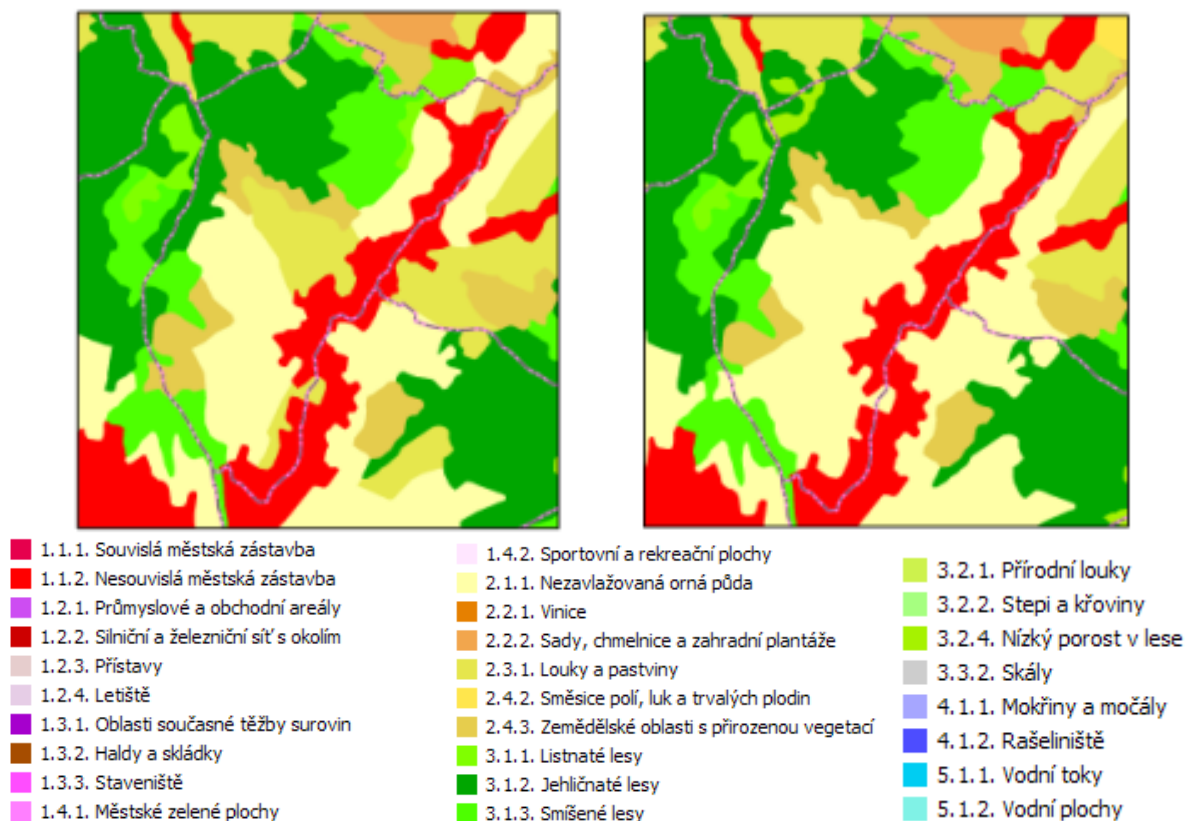 1.1.1. Souvislá městská zástavba
1.1.2. Nesouvislá městská zástavba
1.2.1. Průmyslové a obchodní areály
1.2.2. Silniční a železniční síť s okolím
1.2.3. Přístavy
1.2.4. Letiště
1.3.1. Oblasti současné těžby surovin
1.3.2. Haldy a skládky
1.3.3. Staveniště
1.4.1. Městské zelené plochy
1.4.2. Sportovní a rekreační plochy
2.1.1. Nezavlažovaná orná půda
2.2.1. Vinice
2.2.2. Sady, chmelnice a zahradní plantáže
2.3.1. Louky a pastviny
2.4.2. Směsice polí, luk a trvalých plodin
2.4.3. Zemědělské oblasti s přirozenou vegetací
3.1.1. Listnaté lesy
3.1.2. Jehličnaté lesy
3.1.3. Smíšené lesy
3.2.1. Přírodní louky
3.2.2. Stepi a křoviny
3.2.4. Nízký porost v lese
3.3.2. Skály
4.1.1. Mokřiny a močály
4.1.2. Rašeliniště
5.1.1. Vodní toky
5.1.2. Vodní plochy